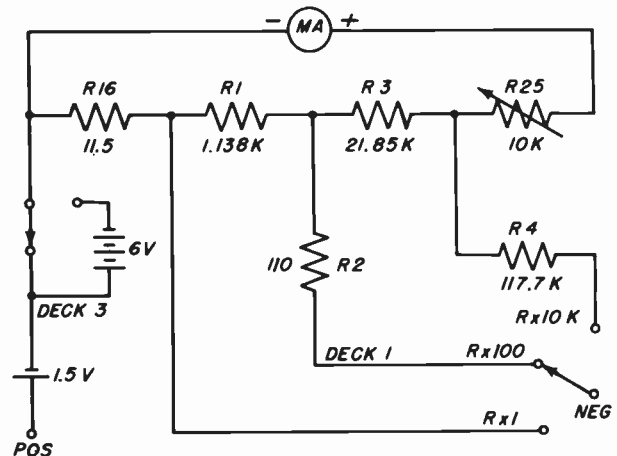 − MA +
R16
R1
R3
R25
11.5
1.138K
21.85K
10K
6V
110
R2
R4
117.7K
DECK 3
Rx10K
DECK 1
Rx100
1.5V
NEG
Rx1
POS